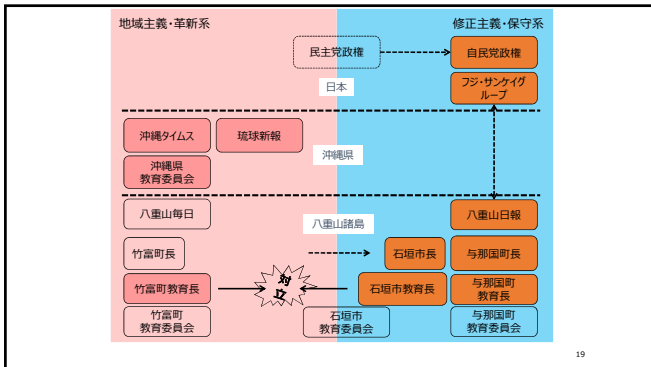 地域主義・革新系
修正主義・保守系
民主党政権
自民党政権
フジ・サンケイグ
ループ
日本
沖縄タイムス
琉球新報
沖縄県
沖縄県
教育委員会
八重山毎日
八重山諸島
八重山日報
竹富町長
石垣市長
与那国町長
竹富町教育長
対
立
石垣市教育長
与那国町
教育長
竹富町
教育委員会
石垣市
教育委員会
与那国町
教育委員会
19